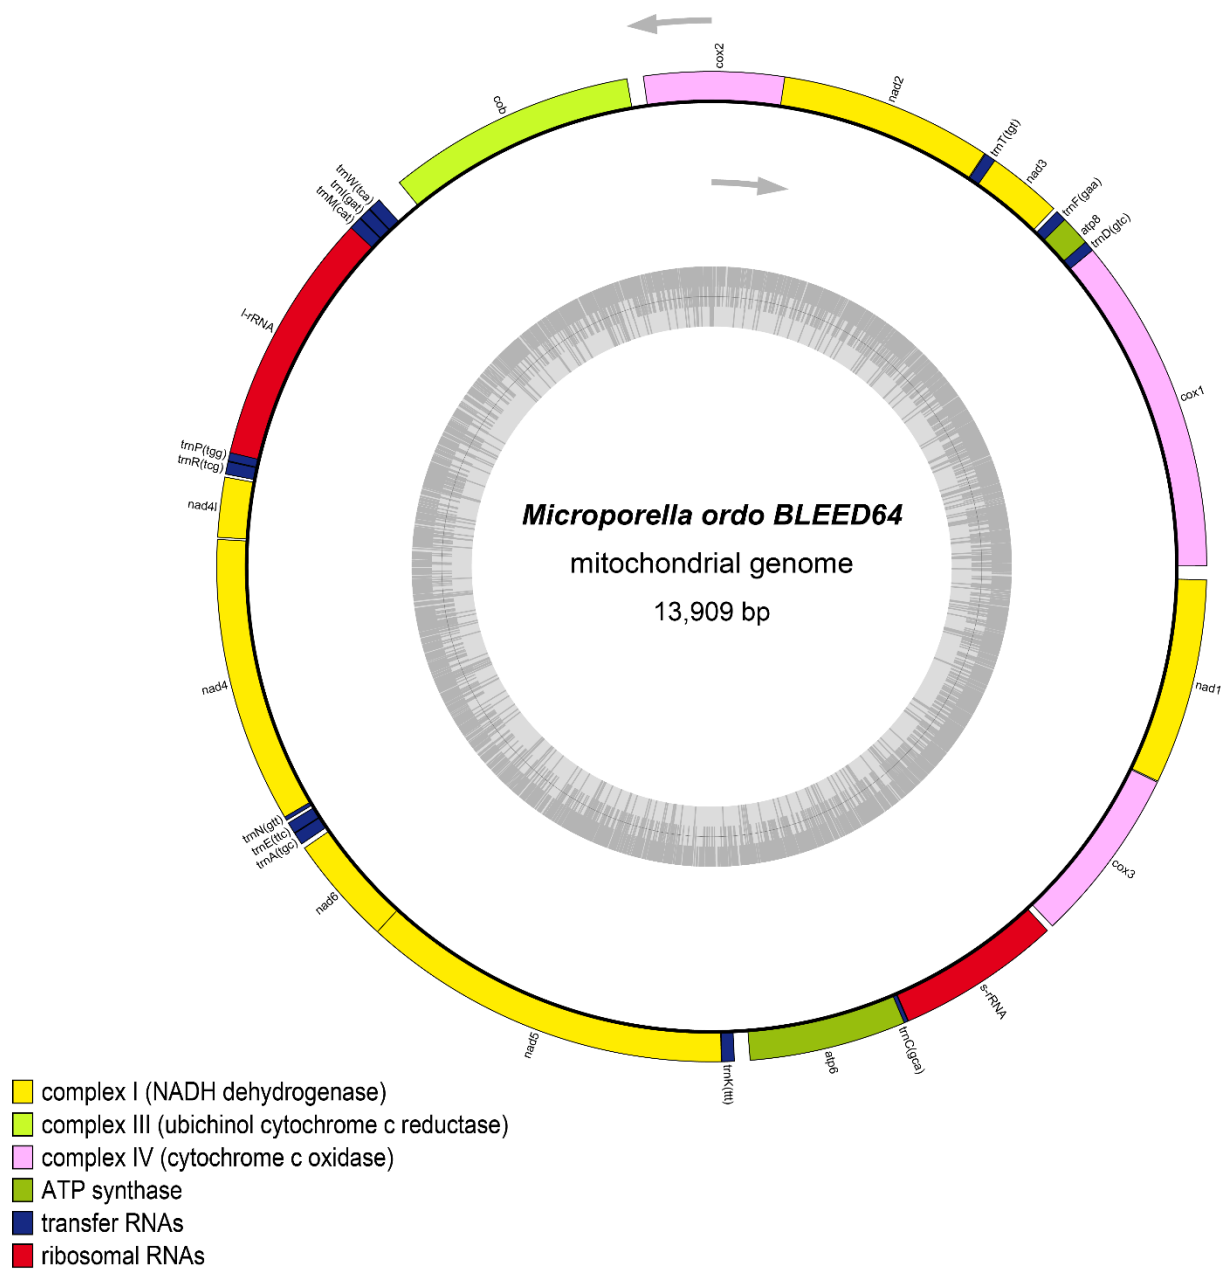 cox2
nad2
trnT(tgt)
nad3
trnF(gaa)
atp8
trnD(gtc)
cox1
nad1
cox3
s-rRNA
trnC(gca)
atp6
trnK(ttt)
nad5
nad6
trnA(tgc)
trnE(ttc)
trnN(gtt)
nad4
nad4l
trnR(tcg)
trnP(tgg)
l-rRNA
trnM(cat)
trnI(gat)
trnW(tca)
cob
Microporella ordo BLEED64
mitochondrial genome
13,909 bp
complex I (NADH dehydrogenase)
complex III (ubichinol cytochrome c reductase)
complex IV (cytochrome c oxidase)
ATP synthase
transfer RNAs
ribosomal RNAs